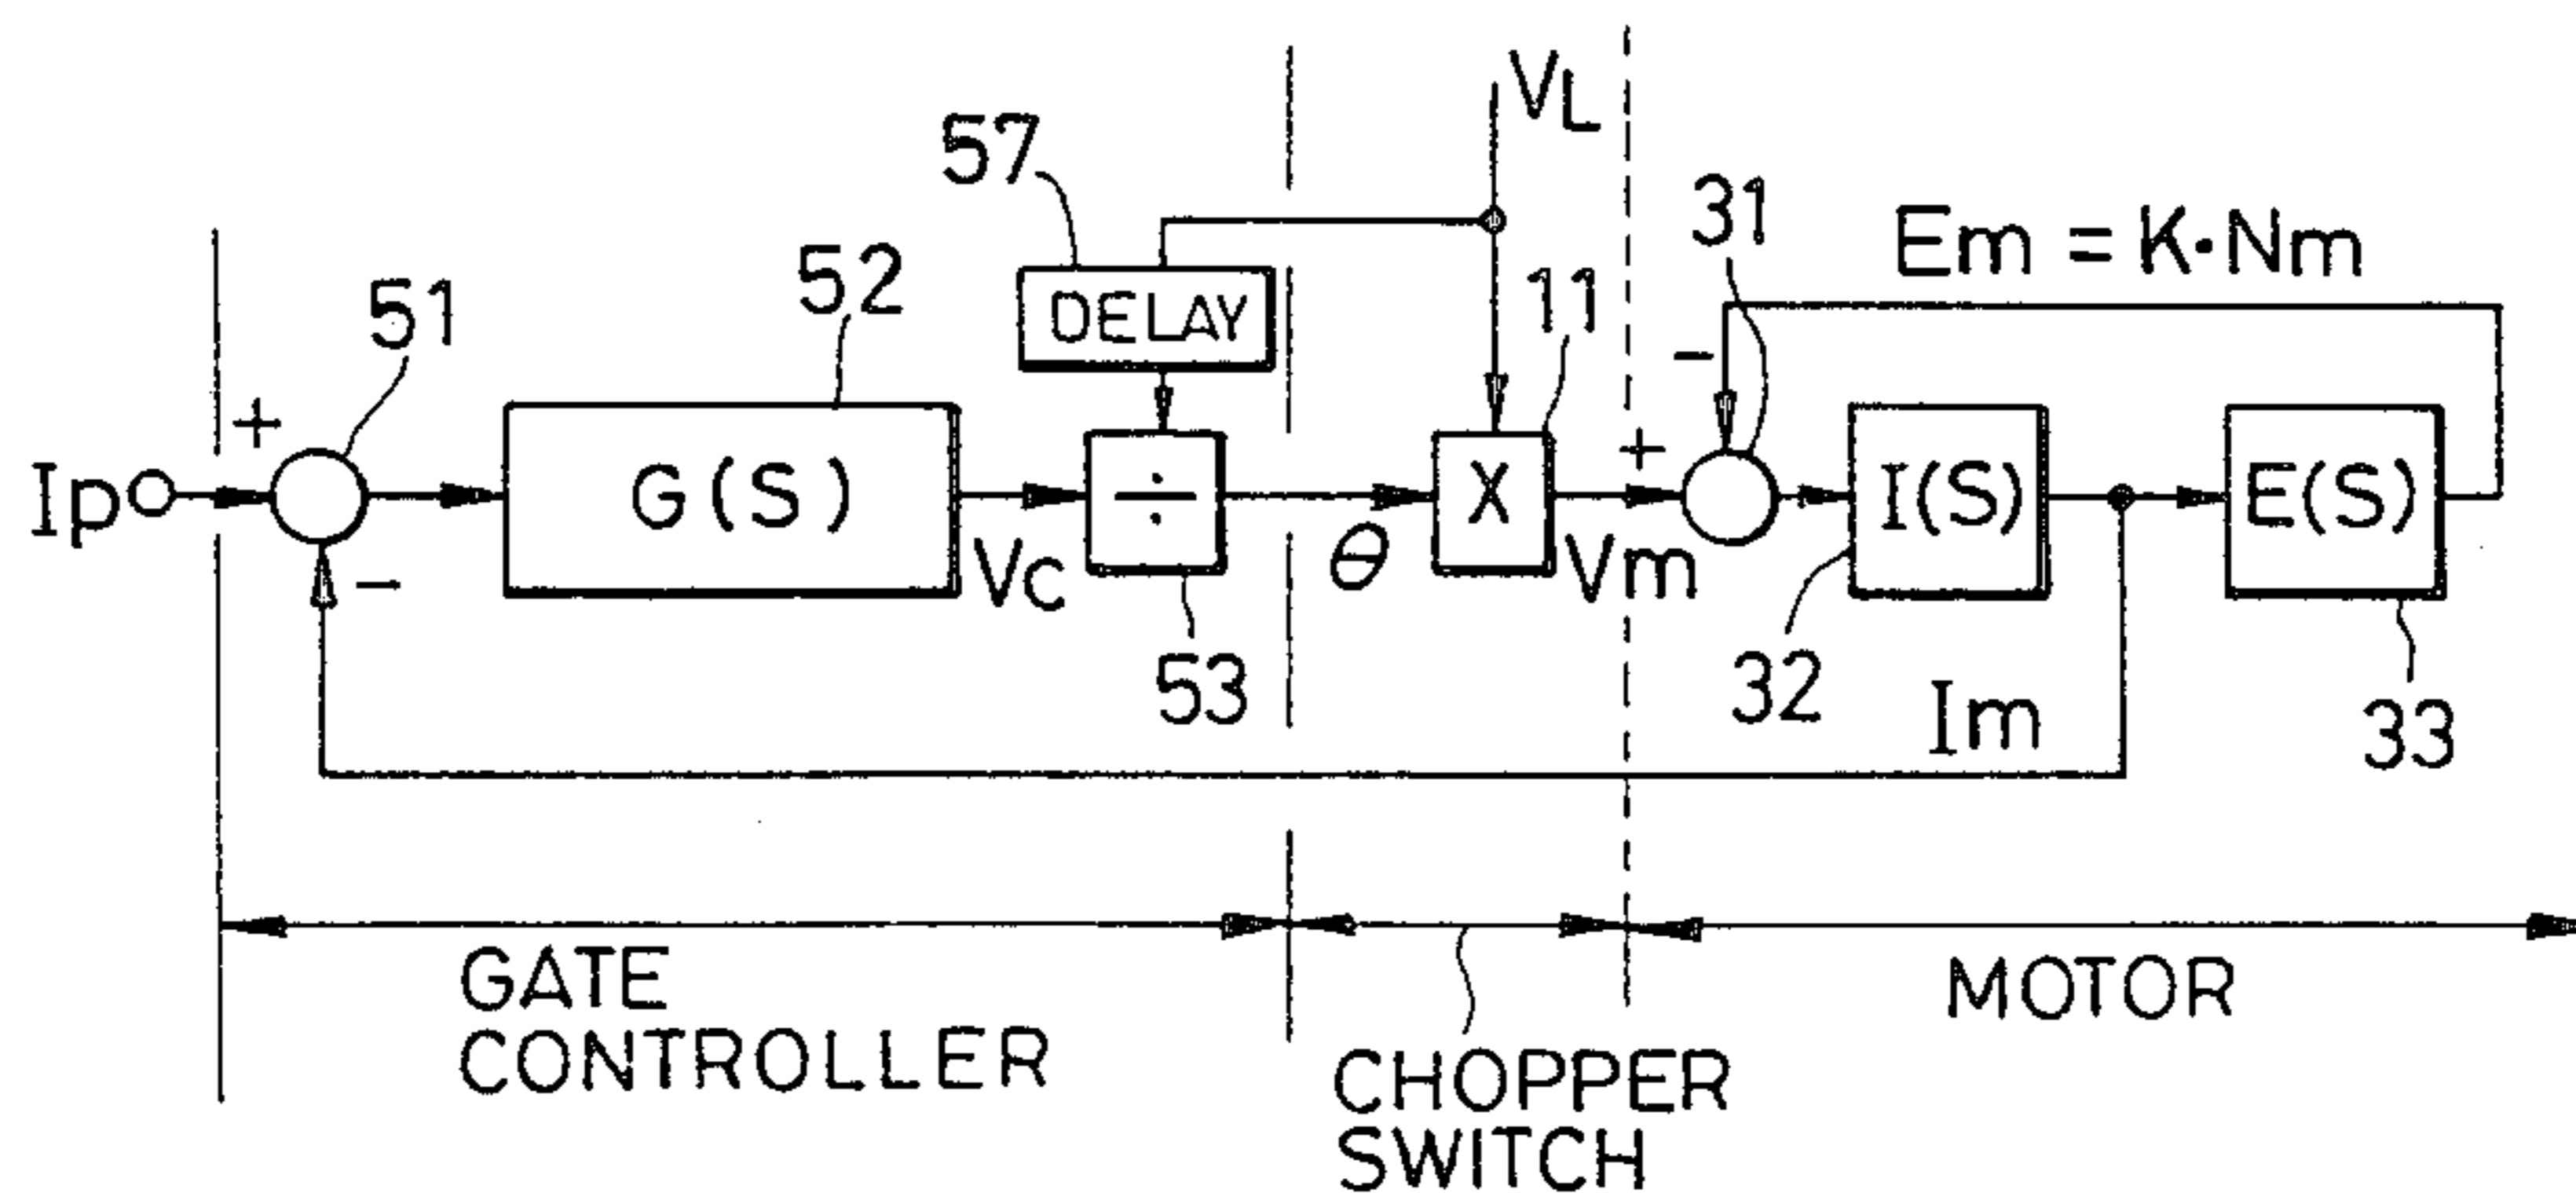 VL
57
31
Em = K·Nm
52
11
51
DELAY
+
−
+
Ip
G(S)
÷
X
I(S)
E(S)
−
Vc
θ
Vm
53
32
Im
33
GATE
CONTROLLER
CHOPPER
SWITCH
MOTOR